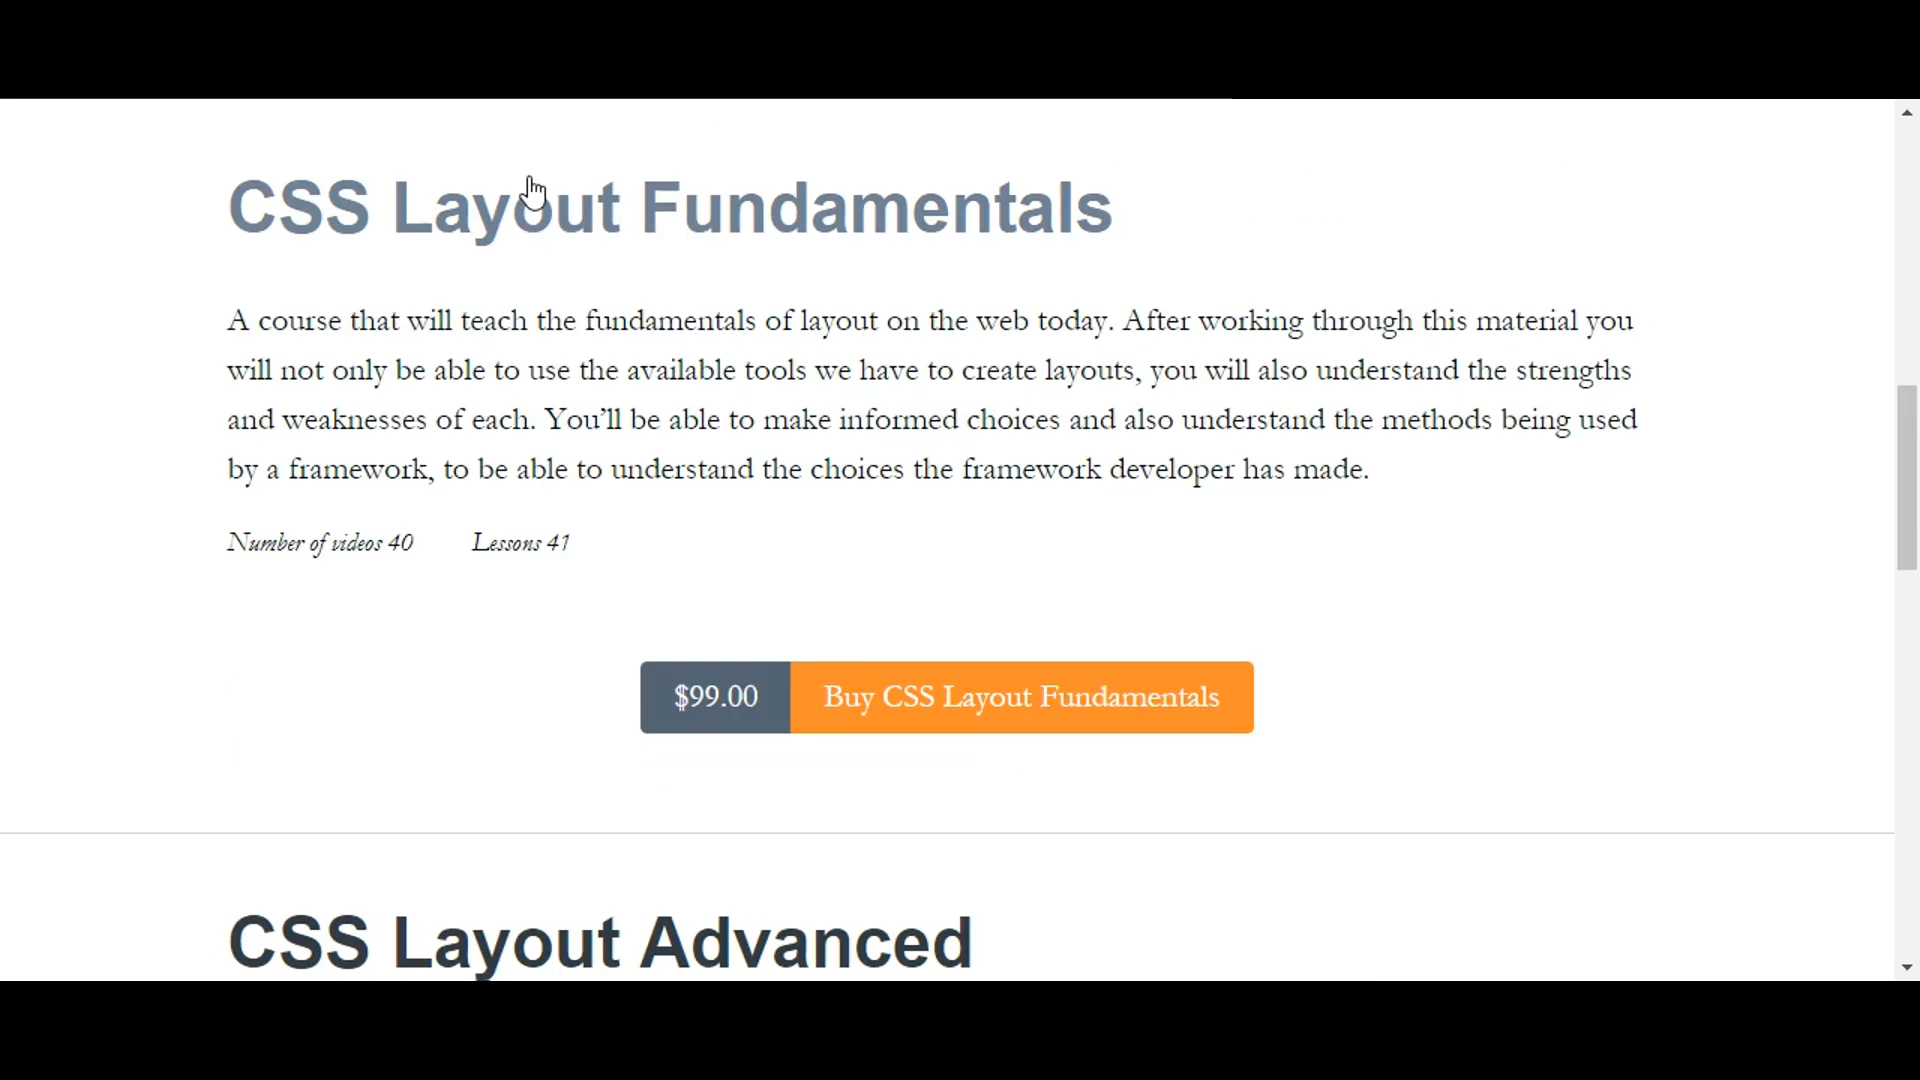 CSS Layout Fundamentals
A course that will teach the fundamentals of layout on the web today. After working through this material you
will not only be able to use the available tools we have to create layouts, you will also understand the strengths
and weaknesses of each. You’ll be able to make informed choices and also understand the methods being used
by a framework, to be able to understand the choices the framework developer has made.
Number of videos 40 Lessons 41
$99.00 Buy CSS Layout Fundamentals
CSS Layout Advanced